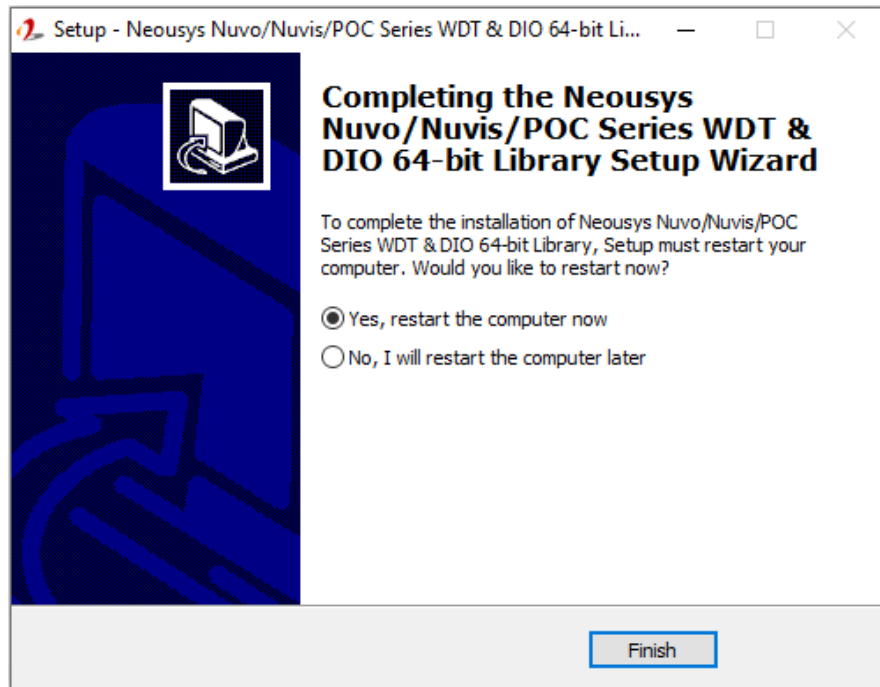 Setup - Neousys Nuvo/Nuvis/POC Series WDT & DIO 64-bit Li...
Completing the Neousys
Nuvo/Nuvis/POC Series WDT &
DIO 64-bit Library Setup Wizard
To complete the installation of Neousys Nuvo/Nuvis/POC
Series WDT & DIO 64-bit Library, Setup must restart your
computer. Would you like to restart now?
Yes, restart the computer now
No, I will restart the computer later
Finish